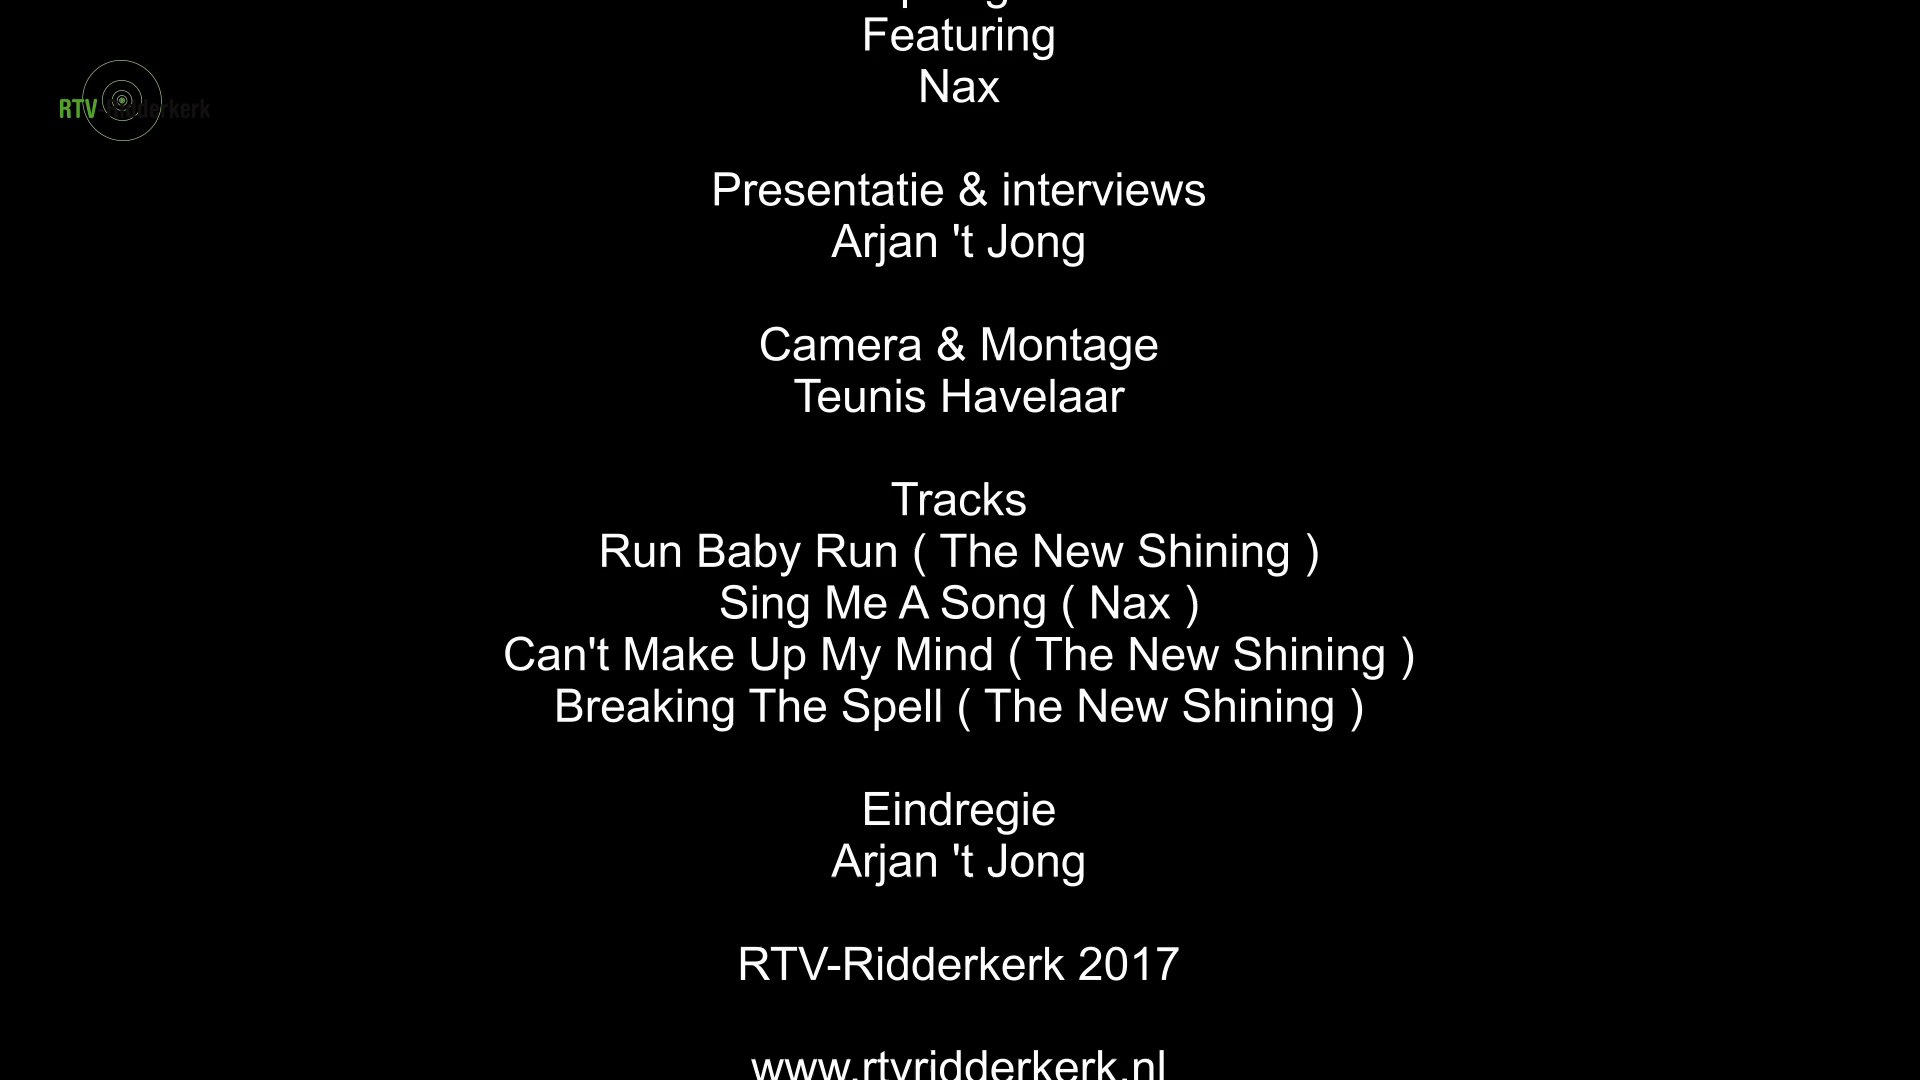 Featuring
Nax
RTV-Ridderkerk
Presentatie & interviews
Arjan 't Jong
Camera & Montage
Teunis Havelaar
Tracks
Run Baby Run ( The New Shining )
Sing Me A Song ( Nax )
Can't Make Up My Mind ( The New Shining )
Breaking The Spell ( The New Shining )
Eindregie
Arjan 't Jong
RTV-Ridderkerk 2017
www.rtvridderkerk.nl